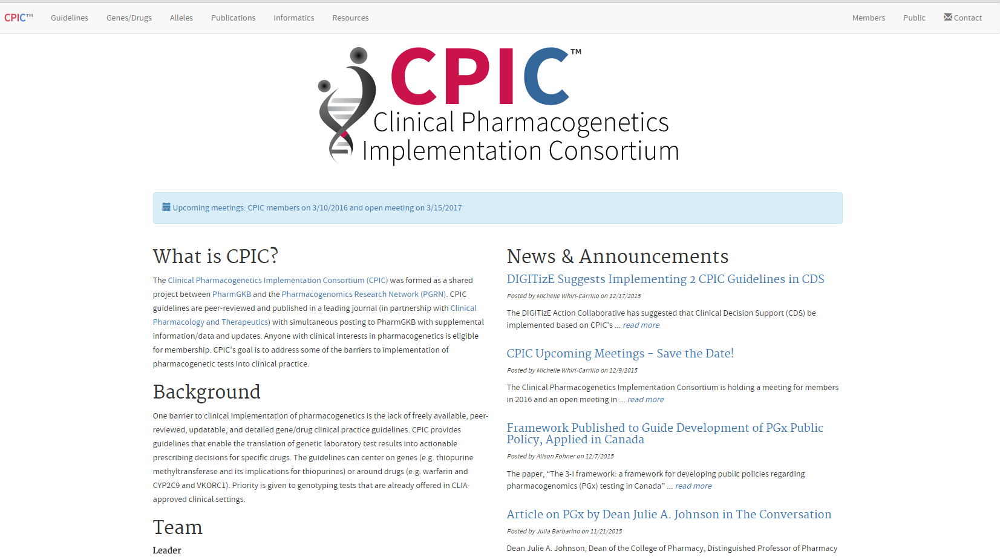 CPIC™ Guidelines Genes/Drugs Alleles Publications Informatics Resources Members Public Contact
CPIC™
Clinical Pharmacogenetics
Implementation Consortium
Upcoming meetings: CPIC members on 3/10/2016 and open meeting on 3/15/2017
What is CPIC?
The Clinical Pharmacogenetics Implementation Consortium (CPIC) was formed as a shared
project between PharmGKB and the Pharmacogenomics Research Network (PGRN). CPIC
guidelines are peer-reviewed and published in a leading journal (in partnership with Clinical
Pharmacology and Therapeutics) with simultaneous posting to PharmGKB with supplemental
information/data and updates. Anyone with clinical interests in pharmacogenetics is eligible
for membership. CPIC's goal is to address some of the barriers to implementation of
pharmacogenetic tests into clinical practice.
Background
One barrier to clinical implementation of pharmacogenetics is the lack of freely available, peer-
reviewed, updatable, and detailed gene/drug clinical practice guidelines. CPIC provides
guidelines that enable the translation of genetic laboratory test results into actionable
prescribing decisions for specific drugs. The guidelines can center on genes (e.g. thiopurine
methyltransferase and its implications for thiopurines) or around drugs (e.g. warfarin and
CYP2C9 and VKORC1). Priority is given to genotyping tests that are already offered in CLIA-
approved clinical settings.
Team
Leader
News & Announcements
DIGITizE Suggests Implementing 2 CPIC Guidelines in CDS
Posted by Michelle Whirl-Carrillo on 12/17/2015
The DIGITizE Action Collaborative has suggested that Clinical Decision Support (CDS) be
implemented based on CPIC's ... read more
CPIC Upcoming Meetings - Save the Date!
Posted by Michelle Whirl-Carrillo on 12/9/2015
The Clinical Pharmacogenetics Implementation Consortium is holding a meeting for members
in 2016 and an open meeting in ... read more
Framework Published to Guide Development of PGx Public
Policy, Applied in Canada
Posted by Alison Fohner on 12/7/2015
The paper, “The 3-I framework: a framework for developing public policies regarding
pharmacogenomics (PGx) testing in Canada” ... read more
Article on PGx by Dean Julie A. Johnson in The Conversation
Posted by Julia Barbarino on 11/21/2015
Dean Julie A. Johnson, Dean of the College of Pharmacy, Distinguished Professor of Pharmacy